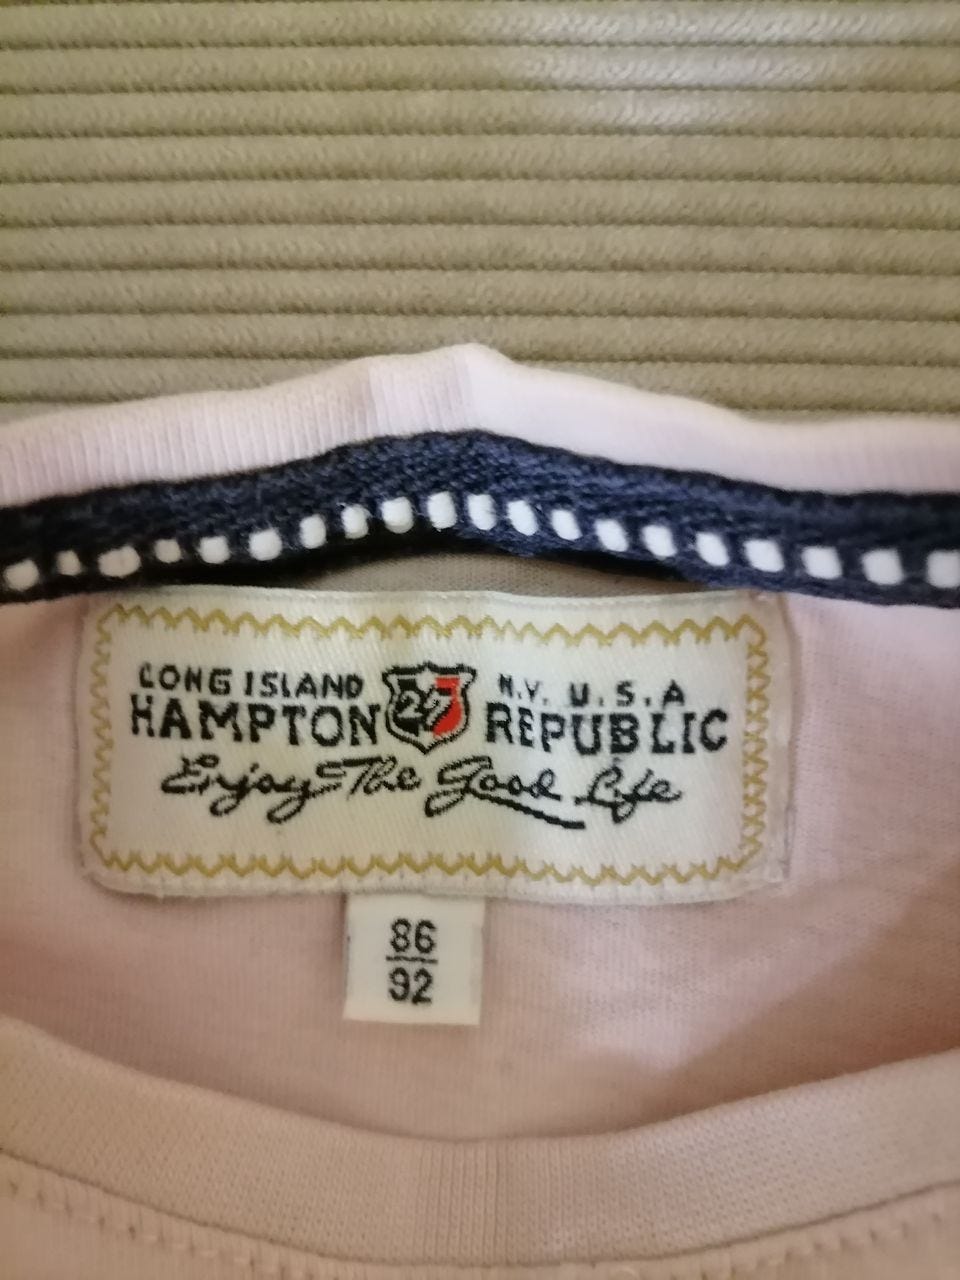 LONG ISLAND 27 N.Y. U.S.A
HAMPTON REPUBLIC
Enjoy The Good Life
86
92